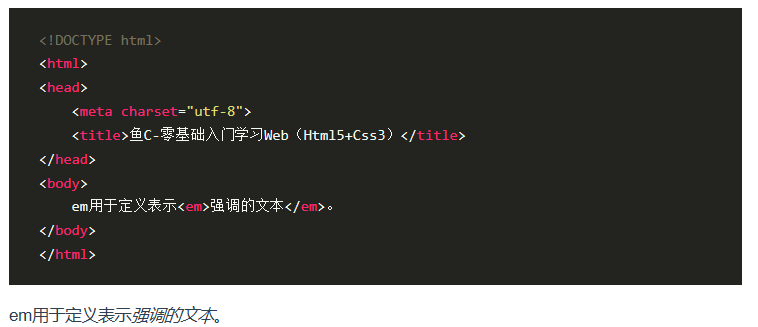 <!DOCTYPE html>
<html>
<head>
    <meta charset="utf-8">
    <title>鱼C-零基础入门学习Web（Html5+Css3）</title>
</head>
<body>
    em用于定义表示<em>强调的文本</em>。
</body>
</html>
em用于定义表示强调的文本。